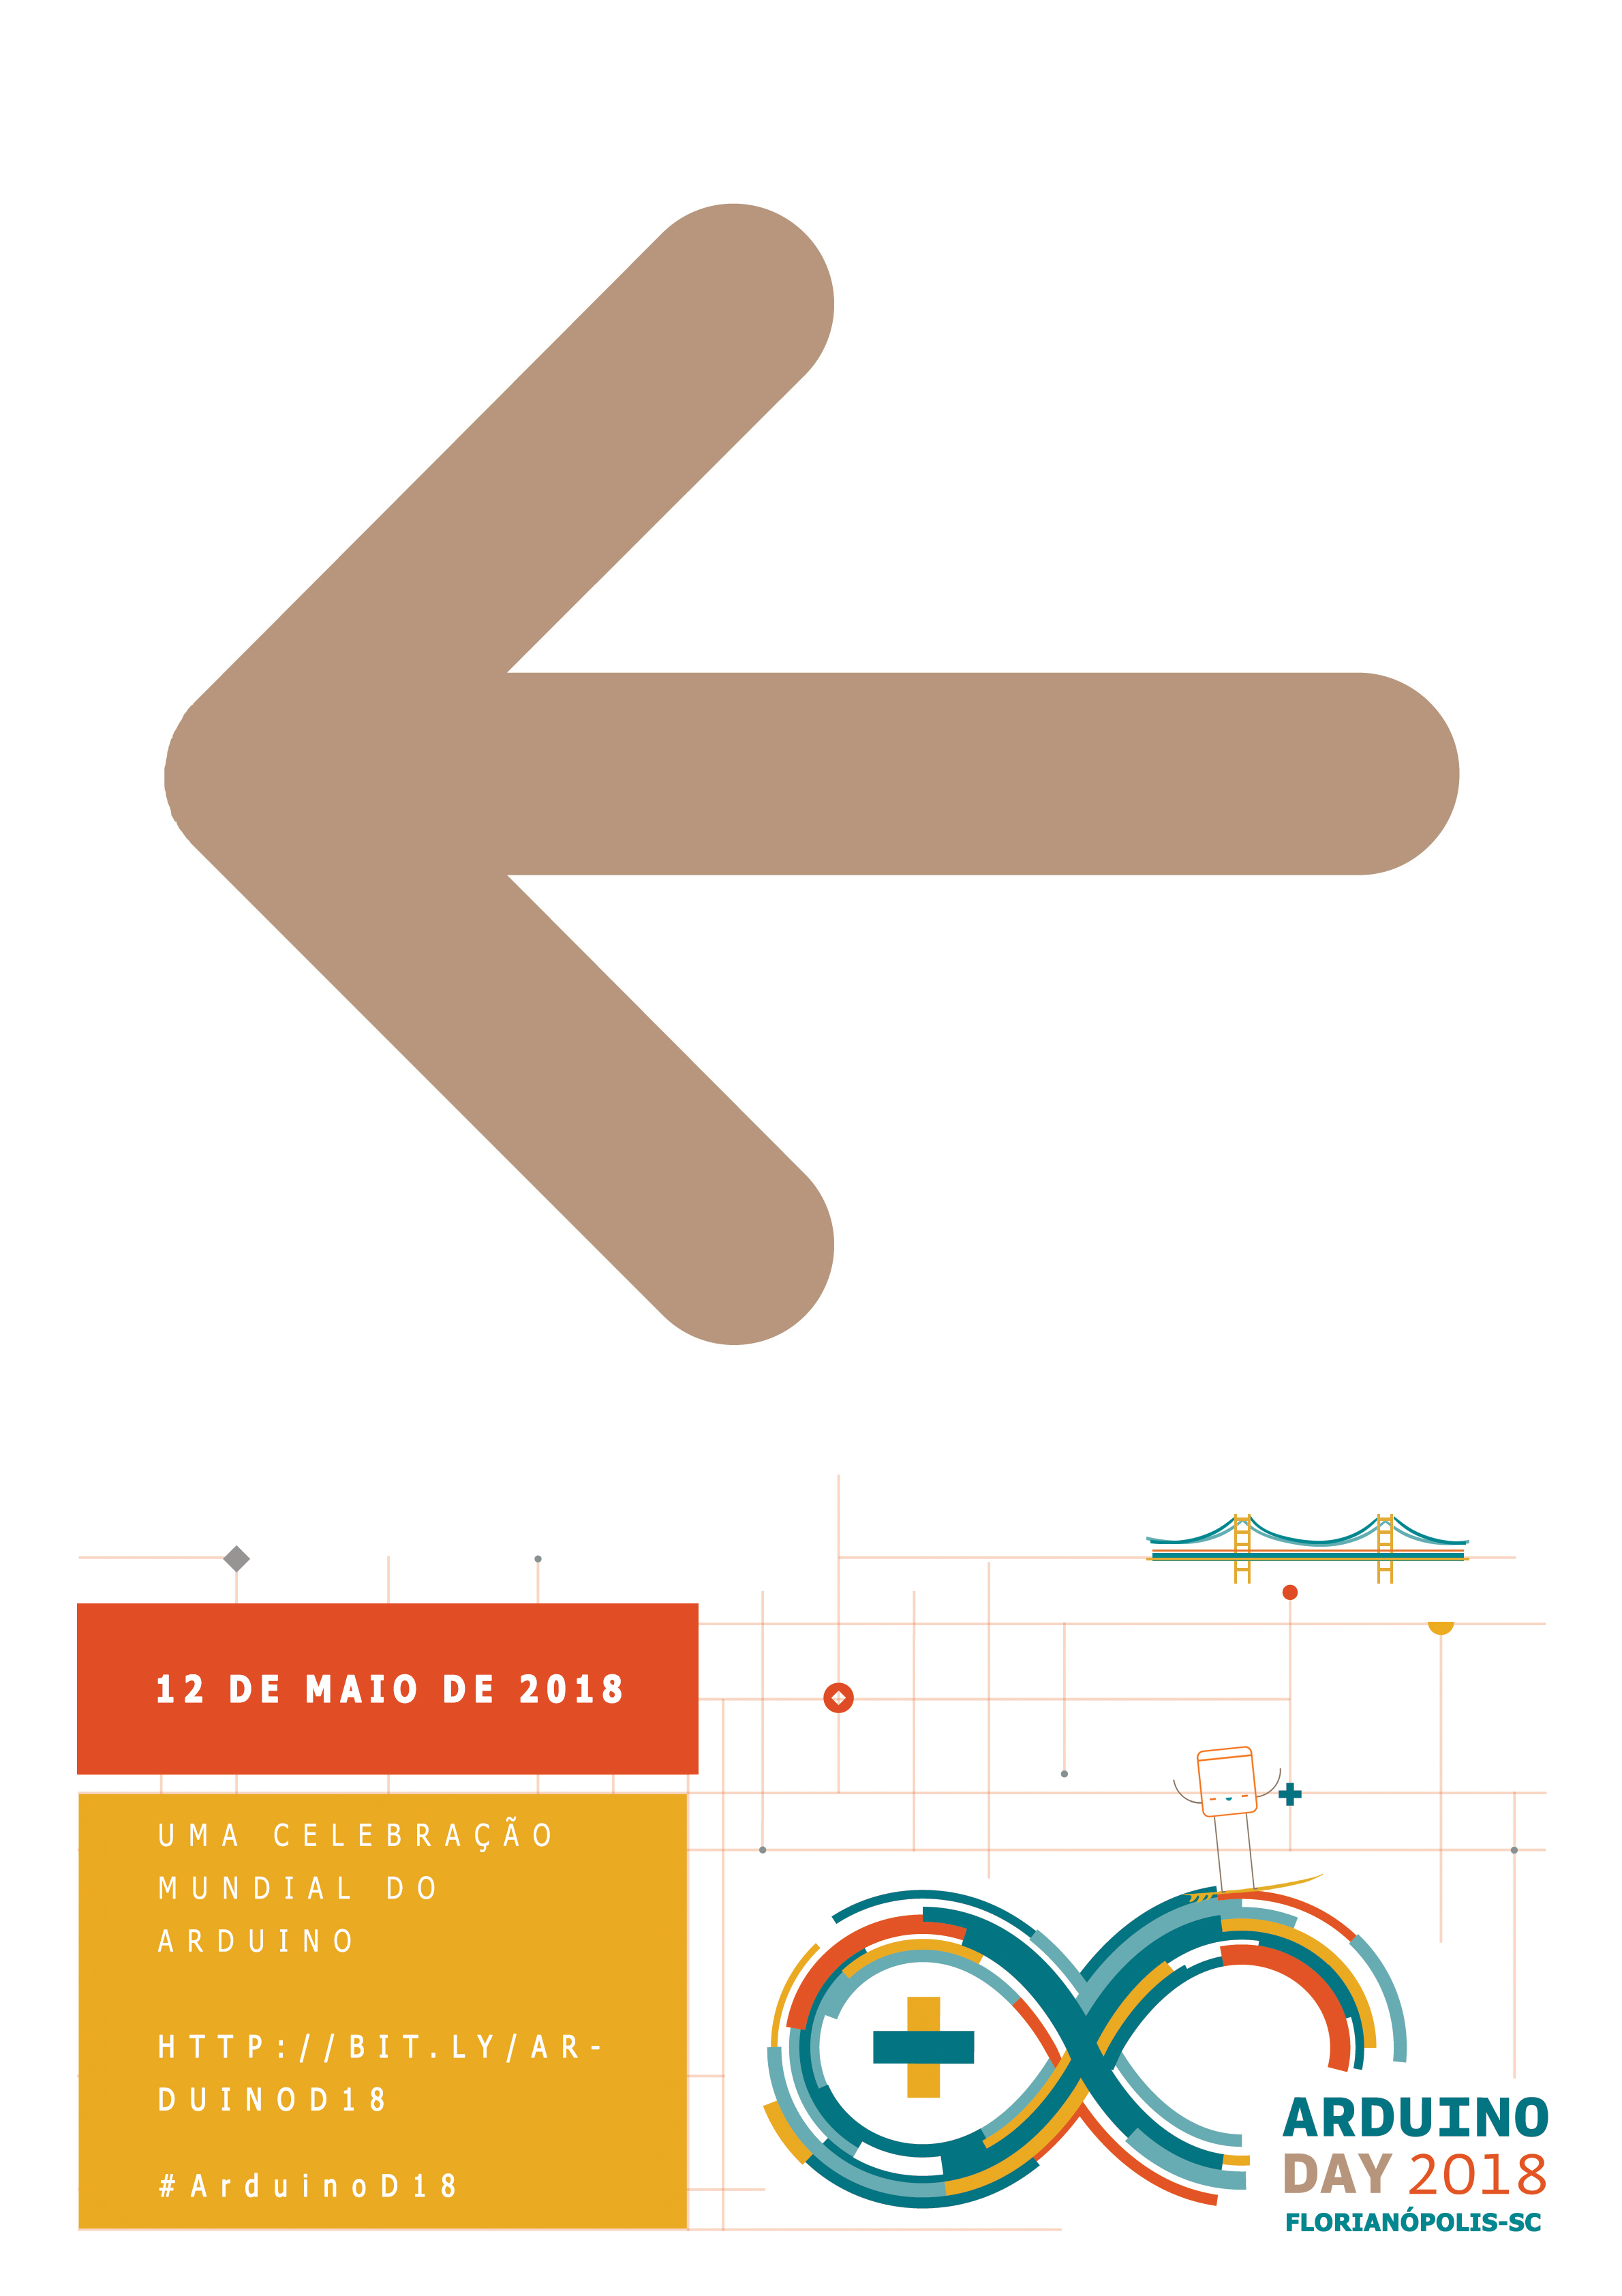 12 DE MAIO DE 2018
UMA CELEBRAÇÃO
MUNDIAL DO
ARDUINO
HTTP://BIT.LY/AR-
DUINOD18
#ArduinoD18
ARDUINO
DAY 2018
FLORIANÓPOLIS-SC